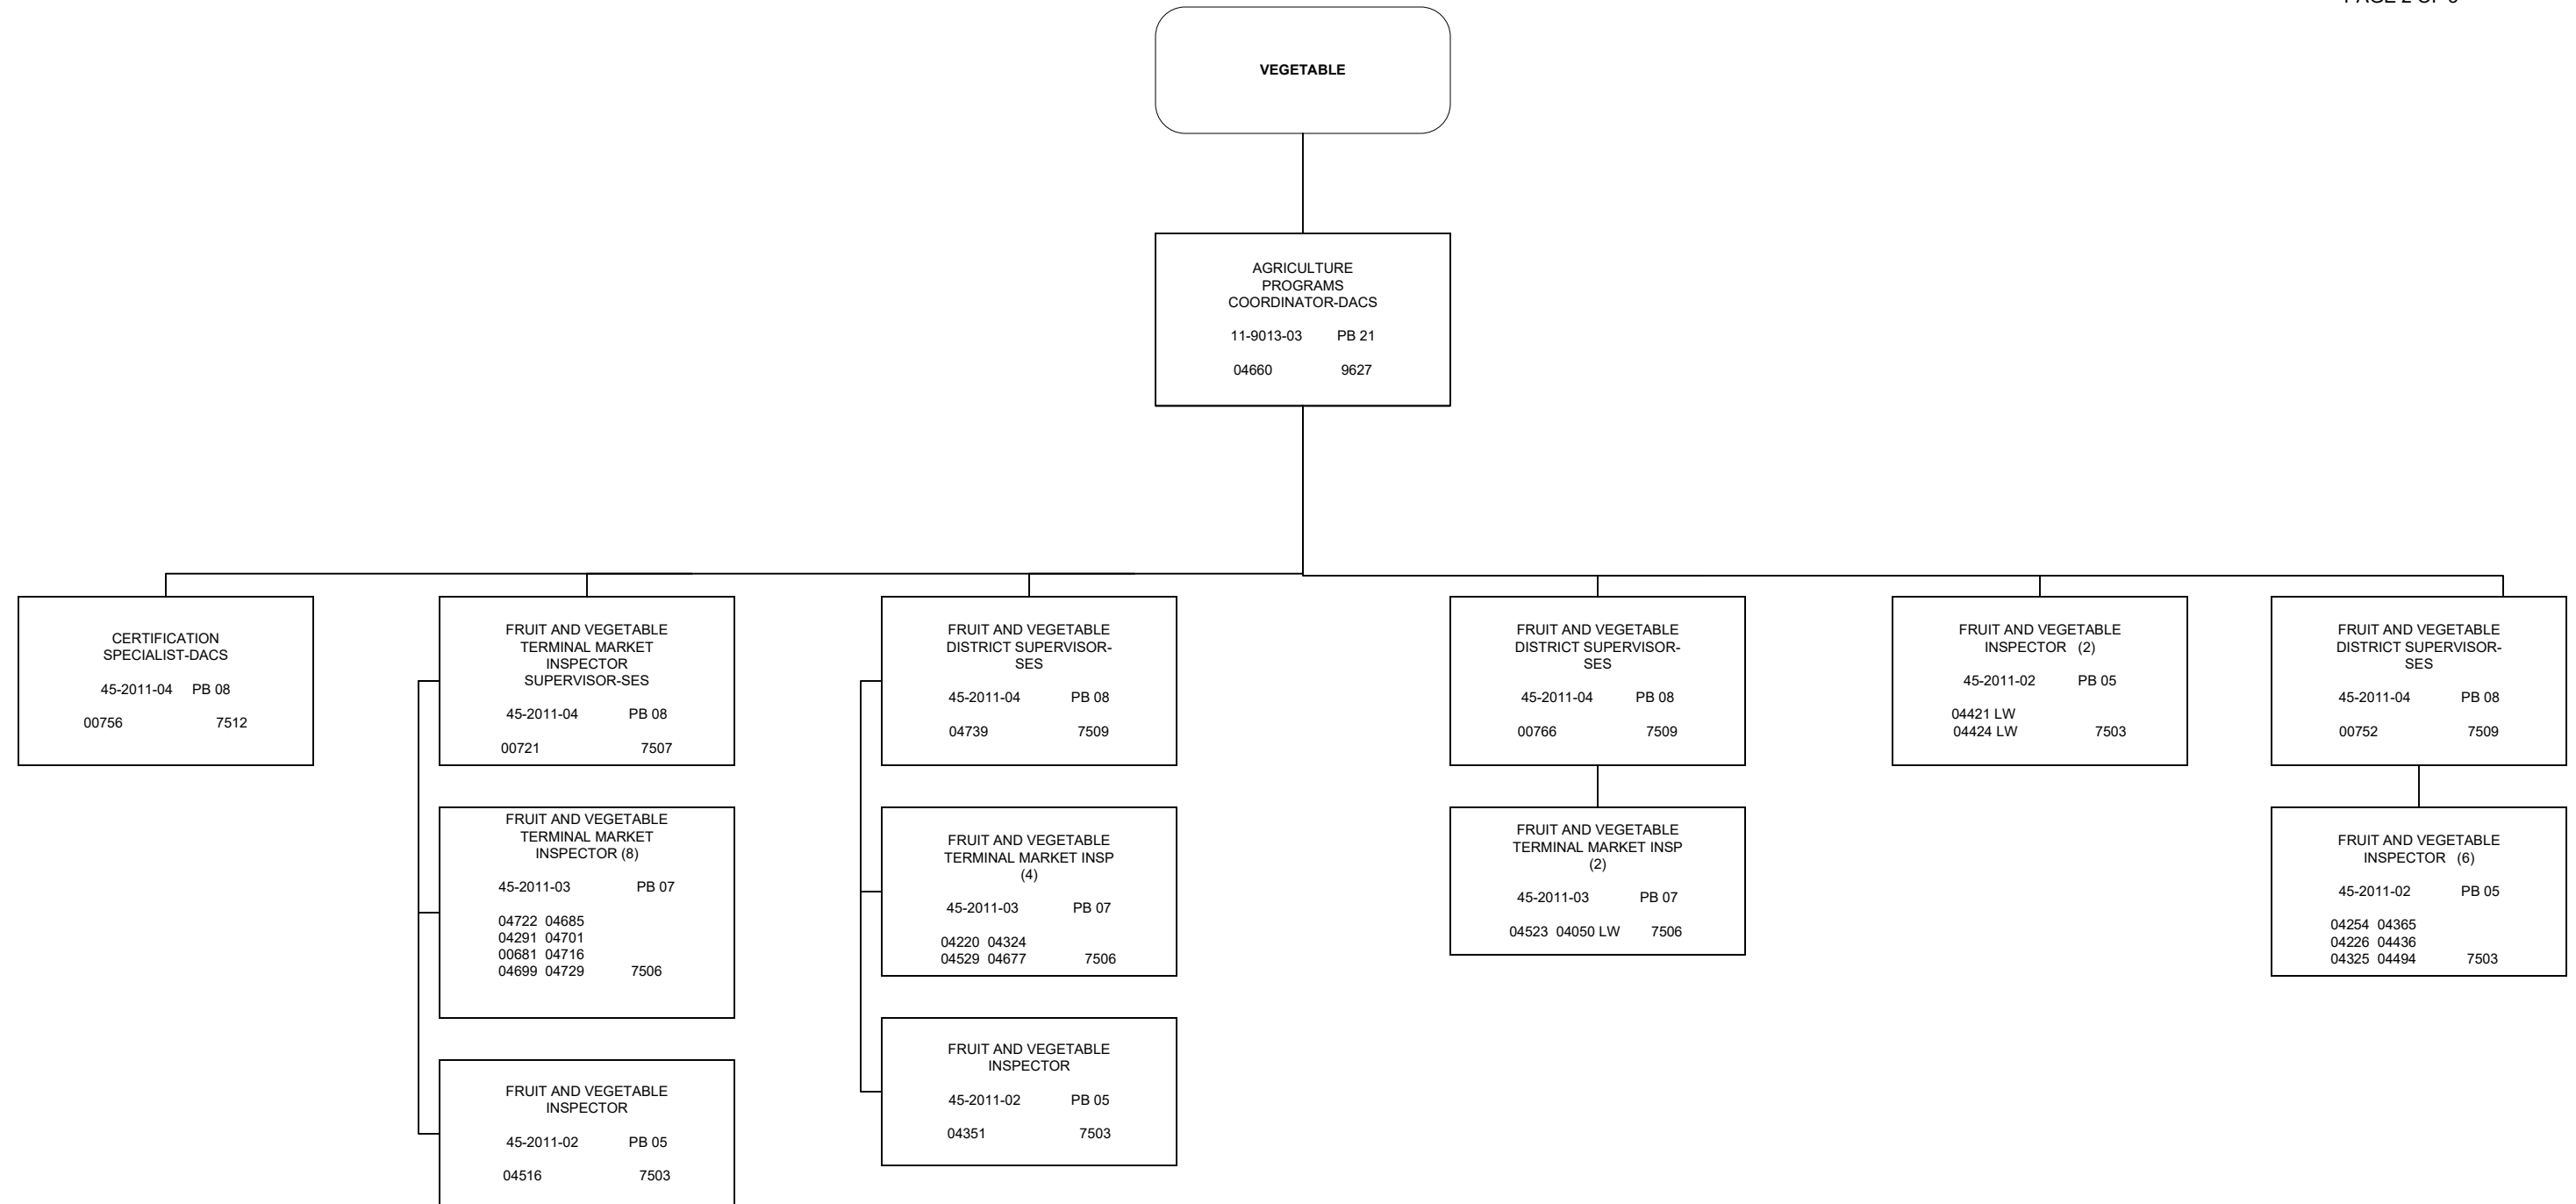 VEGETABLE
AGRICULTURE
PROGRAMS
COORDINATOR-DACS
11-9013-03 PB 21
04660 9627
CERTIFICATION
SPECIALIST-DACS
45-2011-04 PB 08
00756 7512
FRUIT AND VEGETABLE
TERMINAL MARKET
INSPECTOR
SUPERVISOR-SES
45-2011-04 PB 08
00721 7507
FRUIT AND VEGETABLE
TERMINAL MARKET
INSPECTOR (8)
45-2011-03 PB 07
04722 04685
04291 04701
00681 04716
04699 04729 7506
FRUIT AND VEGETABLE
INSPECTOR
45-2011-02 PB 05
04516 7503
FRUIT AND VEGETABLE
DISTRICT SUPERVISOR-
SES
45-2011-04 PB 08
04739 7509
FRUIT AND VEGETABLE
TERMINAL MARKET INSP
(4)
45-2011-03 PB 07
04220 04324
04529 04677 7506
FRUIT AND VEGETABLE
INSPECTOR
45-2011-02 PB 05
04351 7503
FRUIT AND VEGETABLE
DISTRICT SUPERVISOR-
SES
45-2011-04 PB 08
00766 7509
FRUIT AND VEGETABLE
TERMINAL MARKET INSP
(2)
45-2011-03 PB 07
04523 04050 LW 7506
FRUIT AND VEGETABLE
INSPECTOR (2)
45-2011-02 PB 05
04421 LW
04424 LW 7503
FRUIT AND VEGETABLE
DISTRICT SUPERVISOR-
SES
45-2011-04 PB 08
00752 7509
FRUIT AND VEGETABLE
INSPECTOR (6)
45-2011-02 PB 05
04254 04365
04226 04436
04325 04494 7503